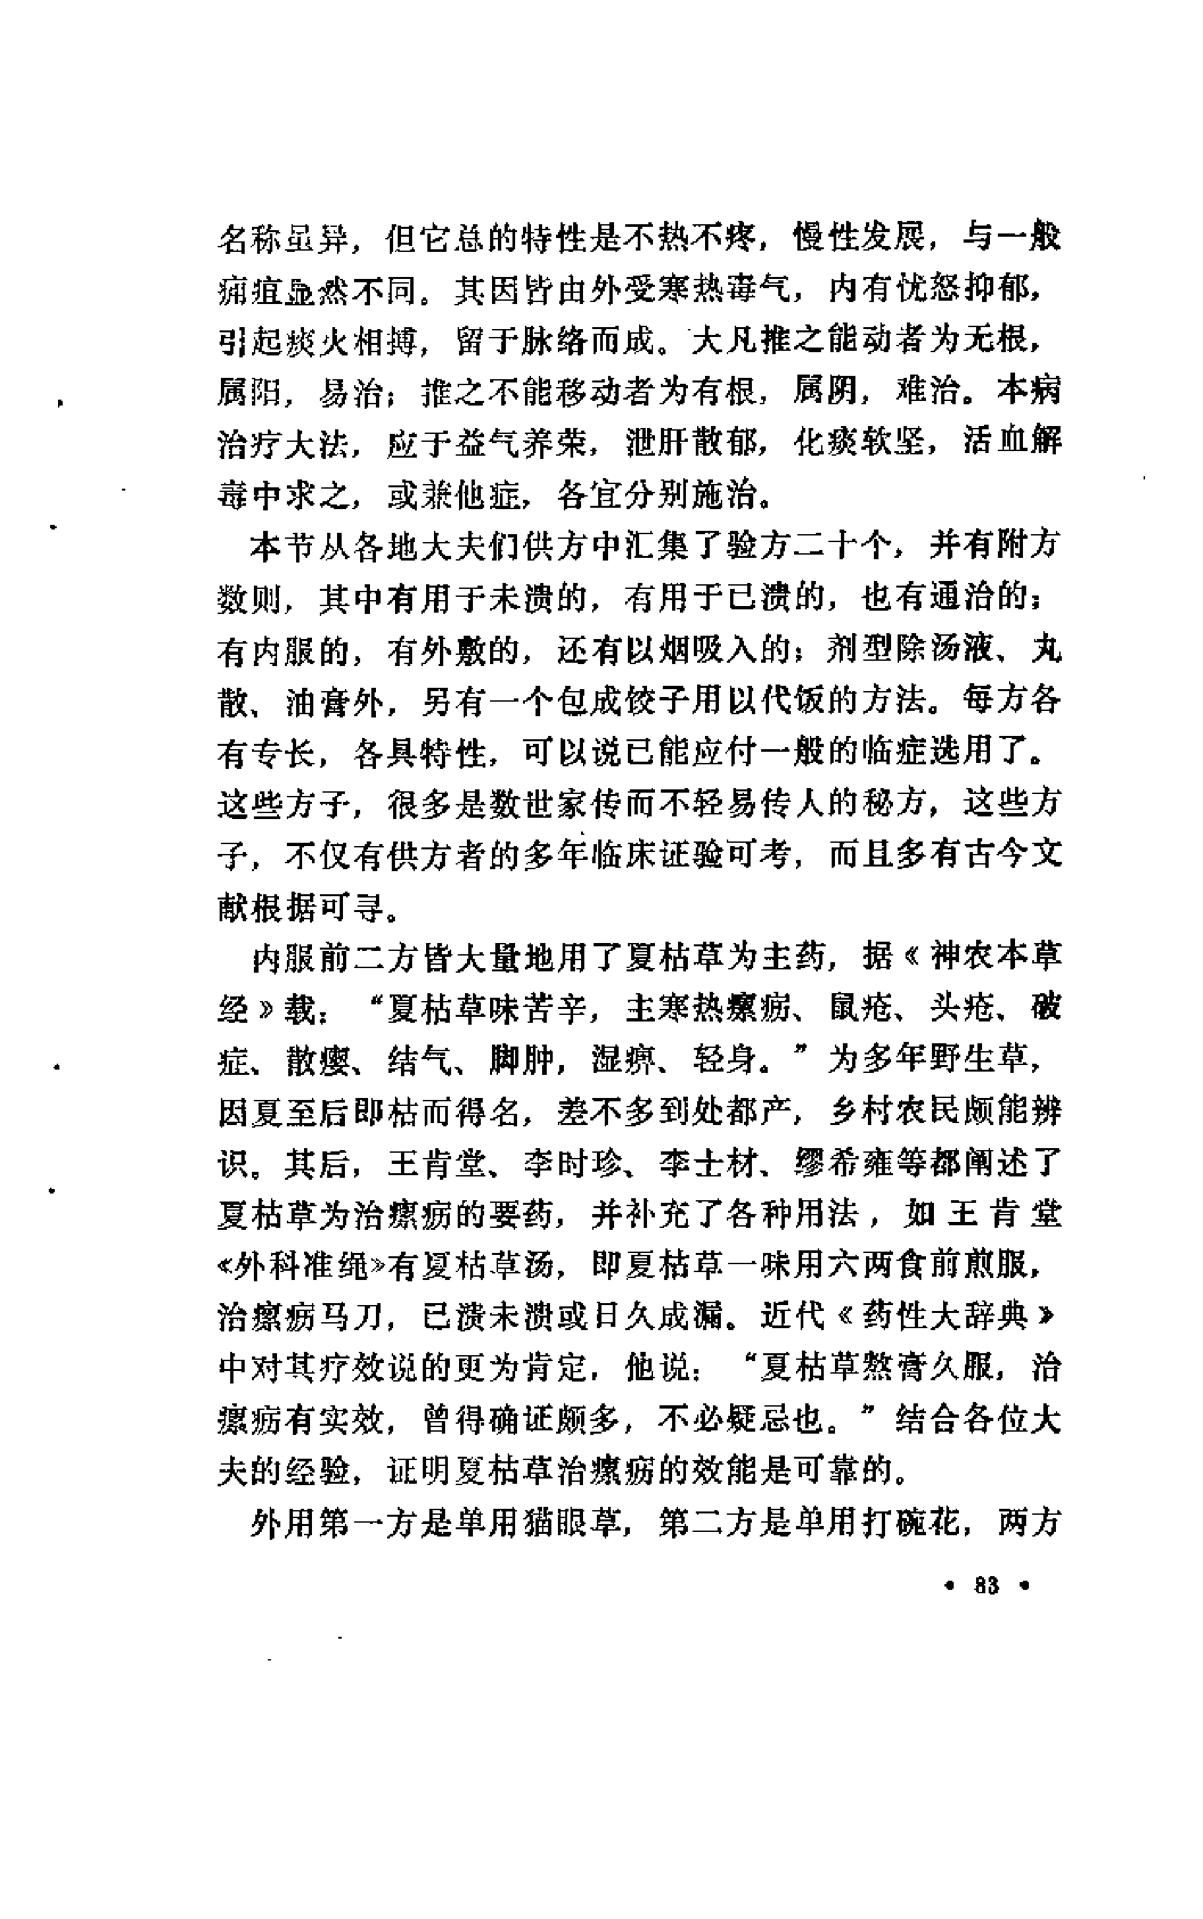 名称虽异，但它总的特性是不热不疼，慢性发展，与一般
痈疽显然不同。其因皆由外受寒热毒气，内有忧怒抑郁，
引起痰火相搏，留于脉络而成。大凡推之能动者为无根，
属阳，易治；推之不能移动者为有根，属阴，难治。本病
治疗大法，应于益气养荣，泄肝散郁，化痰软坚，活血解
毒中求之，或兼他症，各宜分别施治。
本节从各地大夫们供方中汇集了验方二十个，并有附方
数则，其中有用于未溃的，有用于已溃的，也有通治的；
有内服的，有外敷的，还有以烟吸入的；剂型除汤液、丸
散、油膏外，另有一个包成饺子用以代饭的方法。每方各
有专长，各具特性，可以说已能应付一般的临症选用了。
这些方子，很多是数世家传而不轻易传人的秘方，这些方
子，不仅有供方者的多年临床证验可考，而且多有古今文
献根据可寻。
内服前二方皆大量地用了夏枯草为主药，据《神农本草
经》载：“夏枯草味苦辛，主寒热瘰疬、鼠疮、头疮、破
症、散瘿、结气、脚肿，湿痹、轻身。”为多年野生草，
因夏至后即枯而得名，差不多到处都产，乡村农民颇能辨
识。其后，王肯堂、李时珍、李士材、缪希雍等都阐述了
夏枯草为治瘰疬的要药，并补充了各种用法，如王肯堂
《外科准绳》有夏枯草汤，即夏枯草一味用六两食前煎服，
治瘰疬马刀，已溃未溃或日久成漏。近代《药性大辞典》
中对其疗效说的更为肯定，他说：“夏枯草熬膏久服，治
瘰疬有实效，曾得确证颇多，不必疑忌也。”结合各位大
夫的经验，证明夏枯草治瘰疬的效能是可靠的。
外用第一方是单用猫眼草，第二方是单用打碗花，两方
• 83 •